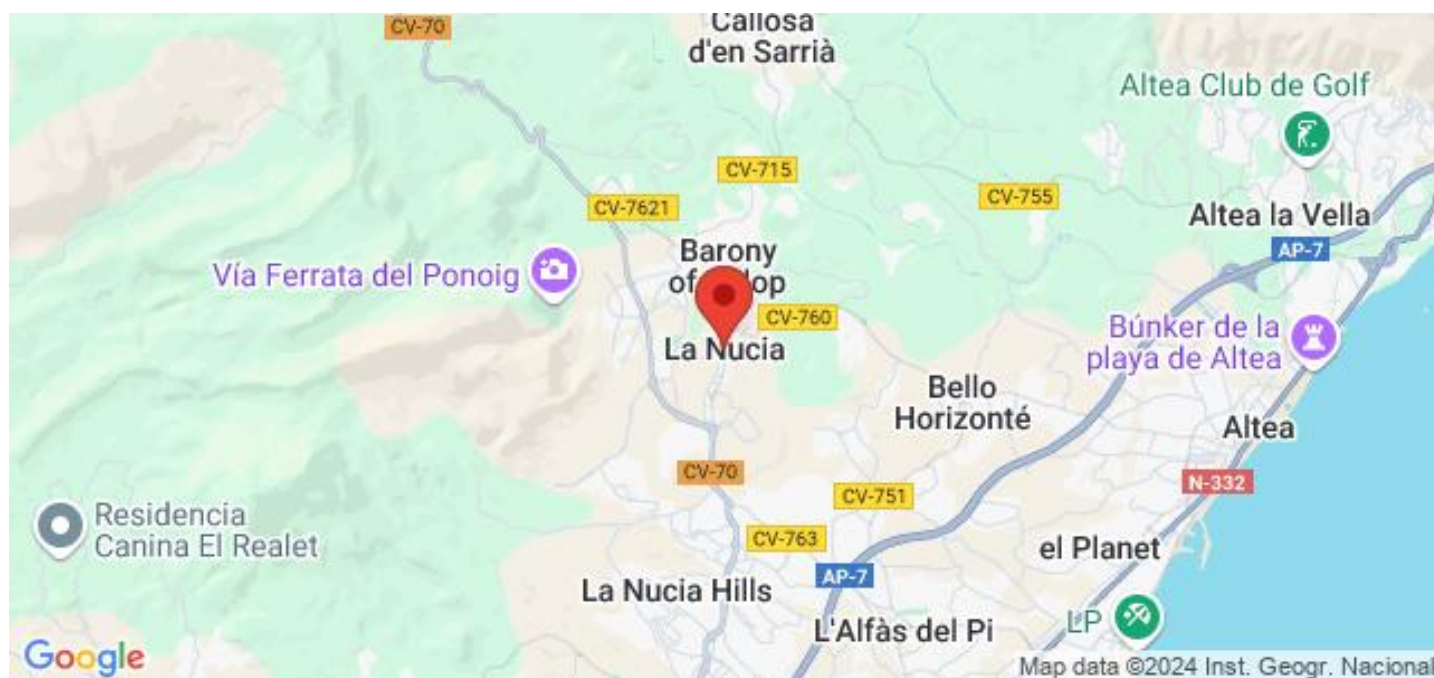 CV-70
Callosa
d'en Sarrià
Altea Club de Golf
CV-715
CV-7621
CV-755
Altea la Vella
AP-7
Vía Ferrata del Ponoig
Barony
CV-760
La Nucia
Búnker de la
playa de Altea
Bello
Horizonté
Altea
CV-70
CV-751
N-332
Residencia
Canina El Realet
CV-763
el Planet
AP-7
La Nucia Hills
L'Alfàs del Pi
LP
Google
Map data ©2024 Inst. Geogr. Nacional